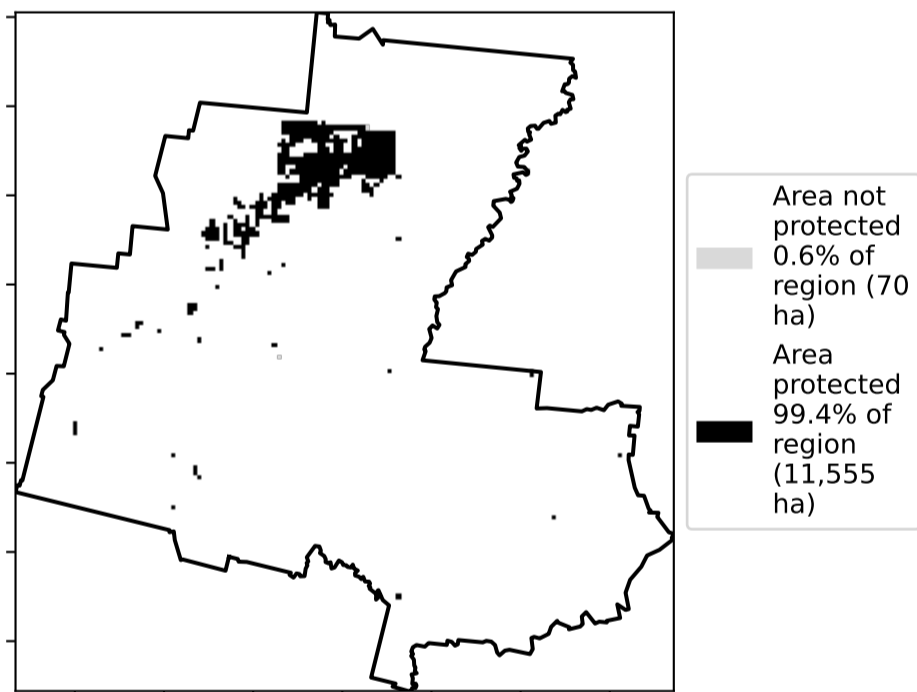 Area not
protected
0.6% of
region (70
ha)
Area
protected
99.4% of
region
(11,555
ha)